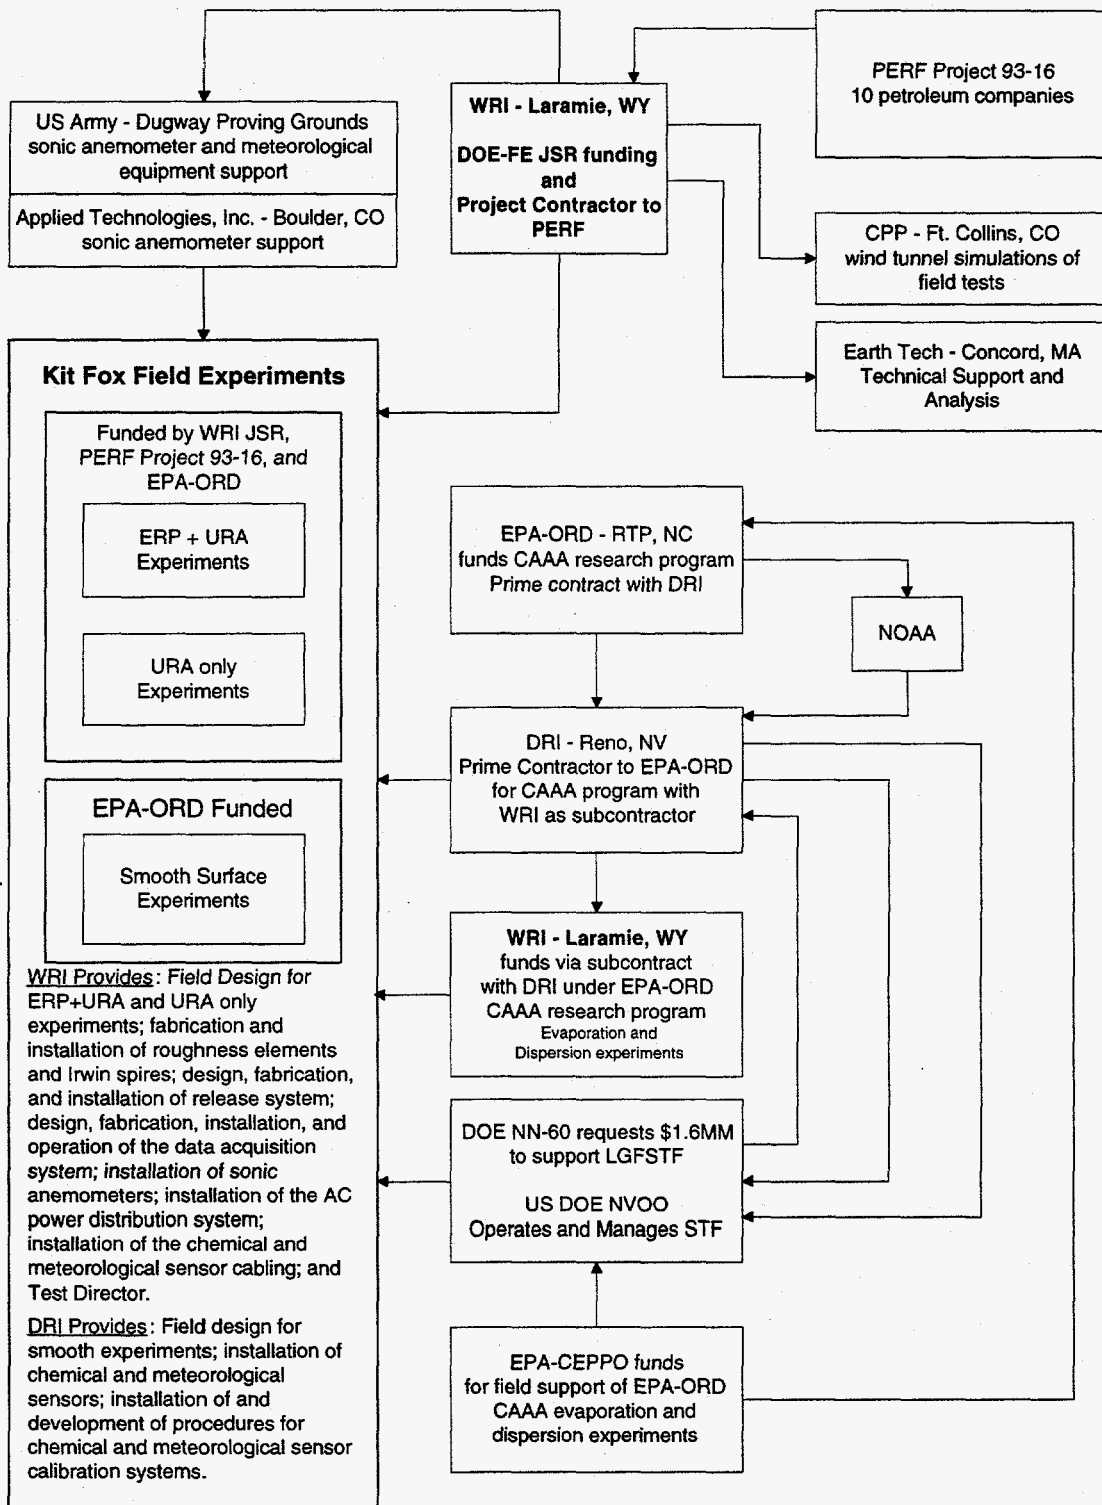 PERF Project 93-16
10 petroleum companies
WRI - Laramie, WY
DOE-FE JSR funding
and
Project Contractor to
PERF
US Army - Dugway Proving Grounds
sonic anemometer and meteorological
equipment support
Applied Technologies, Inc. - Boulder, CO
sonic anemometer support
CPP - Ft. Collins, CO
wind tunnel simulations of
field tests
Earth Tech - Concord, MA
Technical Support and
Analysis
Kit Fox Field Experiments
Funded by WRI JSR,
PERF Project 93-16, and
EPA-ORD
ERP + URA
Experiments
URA only
Experiments
EPA-ORD Funded
Smooth Surface
Experiments
WRI Provides: Field Design for
ERP+URA and URA only
experiments; fabrication and
installation of roughness elements
and Irwin spires; design, fabrication,
and installation of release system;
design, fabrication, installation, and
operation of the data acquisition
system; installation of sonic
anemometers; installation of the AC
power distribution system;
installation of the chemical and
meteorological sensor cabling; and
Test Director.
DRI Provides: Field design for
smooth experiments; installation of
chemical and meteorological
sensors; installation of and
development of procedures for
chemical and meteorological sensor
calibration systems.
EPA-ORD - RTP, NC
funds CAAA research program
Prime contract with DRI
NOAA
DRI - Reno, NV
Prime Contractor to EPA-ORD
for CAAA program with
WRI as subcontractor
WRI - Laramie, WY
funds via subcontract
with DRI under EPA-ORD
CAAA research program
Evaporation and
Dispersion experiments
DOE NN-60 requests $1.6MM
to support LGFSTF
US DOE NVOO
Operates and Manages STF
EPA-CEPPO funds
for field support of EPA-ORD
CAAA evaporation and
dispersion experiments